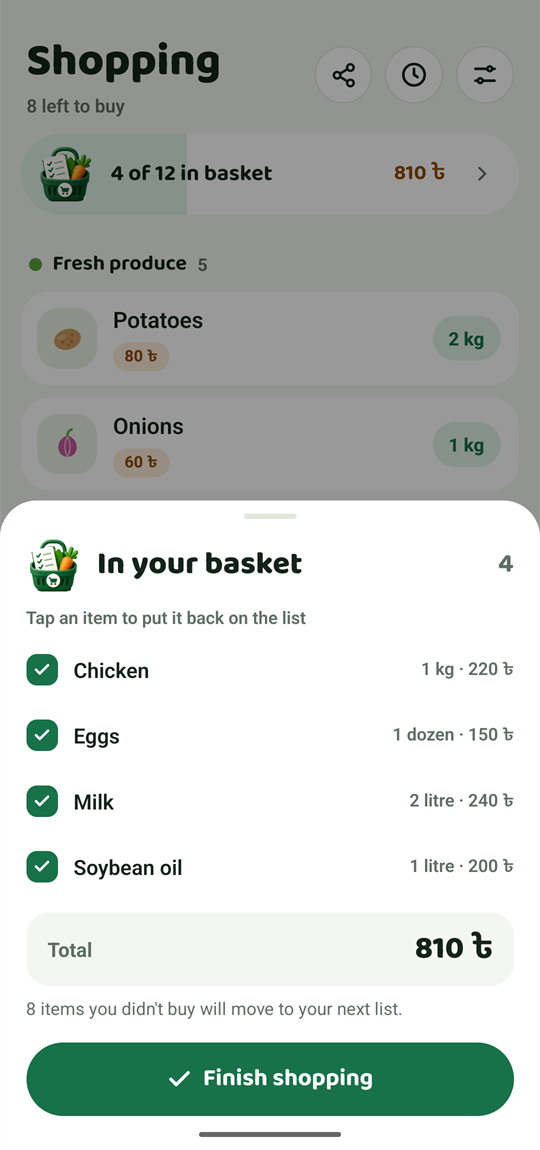 Shopping
8 left to buy
4 of 12 in basket
810 ৳
Fresh produce 5
Potatoes
80 ৳
2 kg
Onions
60 ৳
1 kg
In your basket
4
Tap an item to put it back on the list
Chicken
1 kg · 220 ৳
Eggs
1 dozen · 150 ৳
Milk
2 litre · 240 ৳
Soybean oil
1 litre · 200 ৳
Total
810 ৳
8 items you didn't buy will move to your next list.
Finish shopping